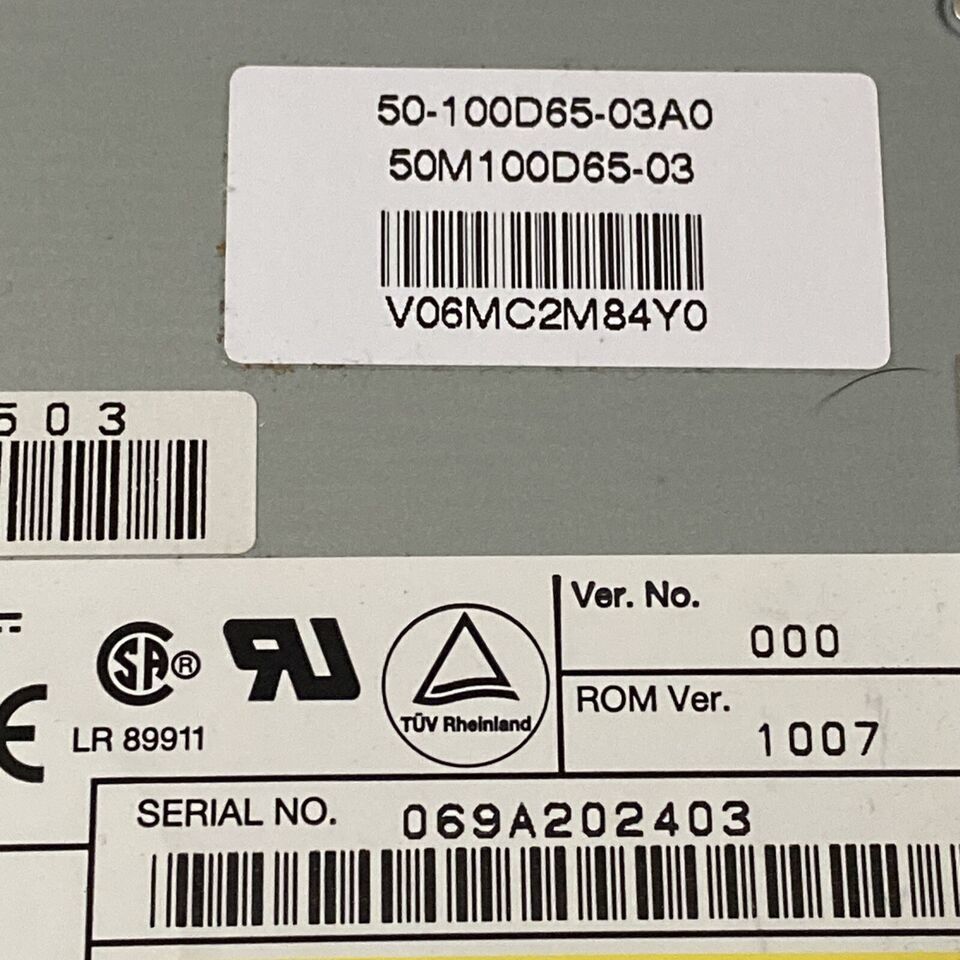 50-100D65-03A0
50M100D65-03
V06MC2M84Y0
503
SA®
LR 89911
TÜV Rheinland
Ver. No.
000
ROM Ver.
1007
SERIAL NO. 069A202403